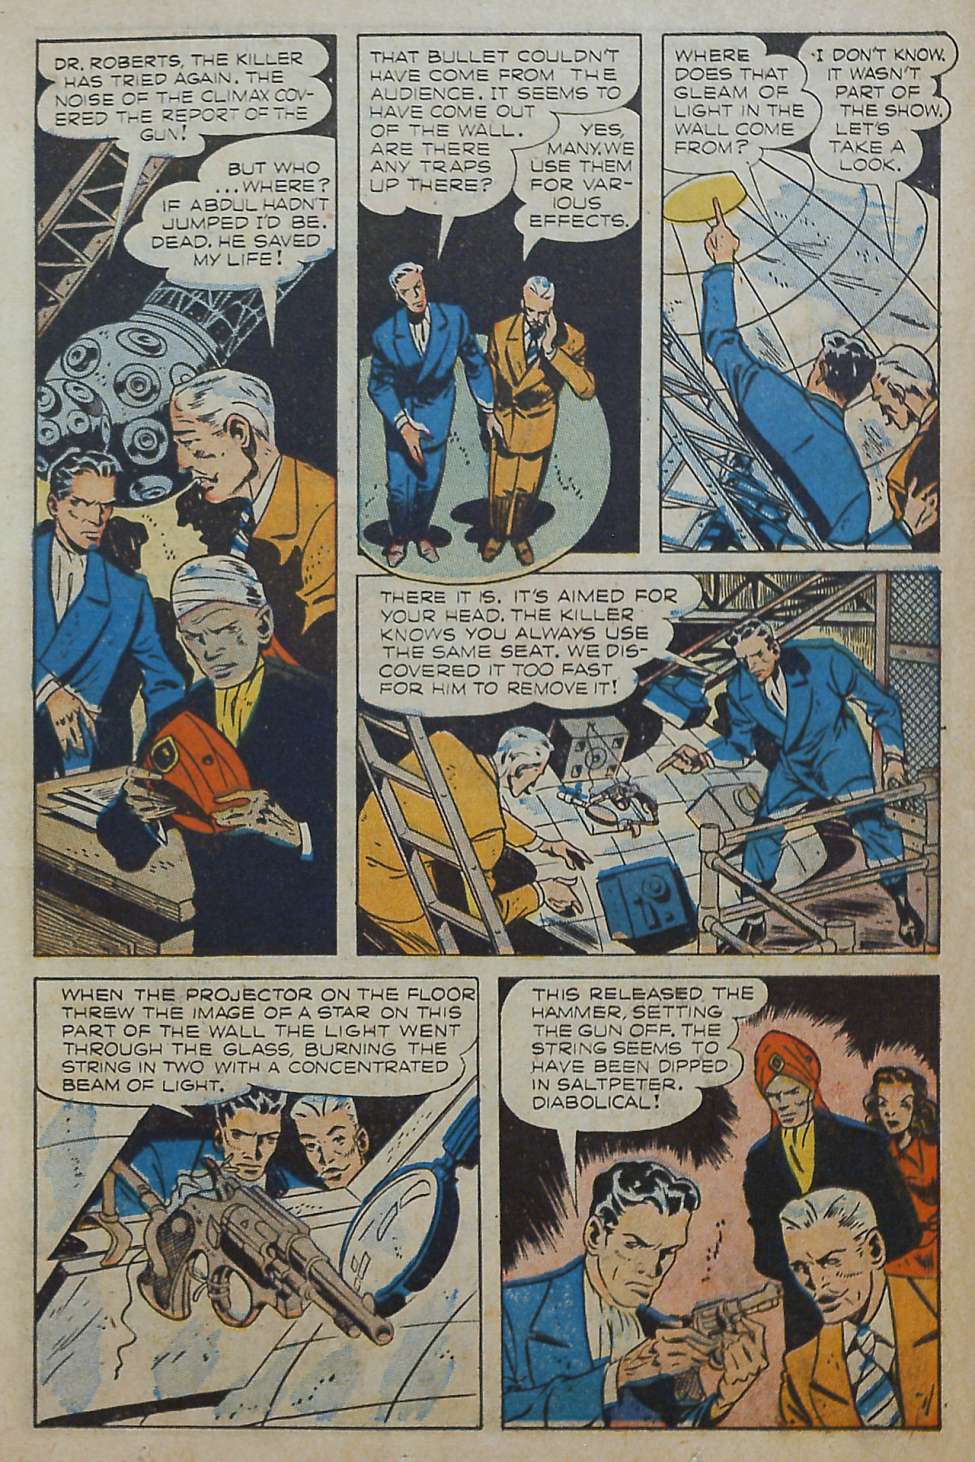 DR. ROBERTS, THE KILLER
HAS TRIED AGAIN. THE
NOISE OF THE CLIMAX COV-
ERED THE REPORT OF THE
GUN!
BUT WHO
...WHERE?
IF ABDUL HADN'T
JUMPED I'D BE.
DEAD. HE SAVED
MY LIFE!
THAT BULLET COULDN'T
HAVE COME FROM THE
AUDIENCE. IT SEEMS TO
HAVE COME OUT
OF THE WALL.
ARE THERE
ANY TRAPS
UP THERE?
YES,
MANY. WE
USE THEM
FOR VAR-
IOUS
EFFECTS.
WHERE
DOES THAT
GLEAM OF
LIGHT IN THE
WALL COME
FROM?
I DON'T KNOW.
IT WASN'T
PART OF
THE SHOW.
LET'S
TAKE A
LOOK.
THERE IT IS. IT'S AIMED FOR
YOUR HEAD. THE KILLER
KNOWS YOU ALWAYS USE
THE SAME SEAT. WE DIS-
COVERED IT TOO FAST
FOR HIM TO REMOVE IT!
WHEN THE PROJECTOR ON THE FLOOR
THREW THE IMAGE OF A STAR ON THIS
PART OF THE WALL THE LIGHT WENT
THROUGH THE GLASS, BURNING THE
STRING IN TWO WITH A CONCENTRATED
BEAM OF LIGHT.
THIS RELEASED THE
HAMMER, SETTING
THE GUN OFF. THE
STRING SEEMS TO
HAVE BEEN DIPPED
IN SALTPETER.
DIABOLICAL!